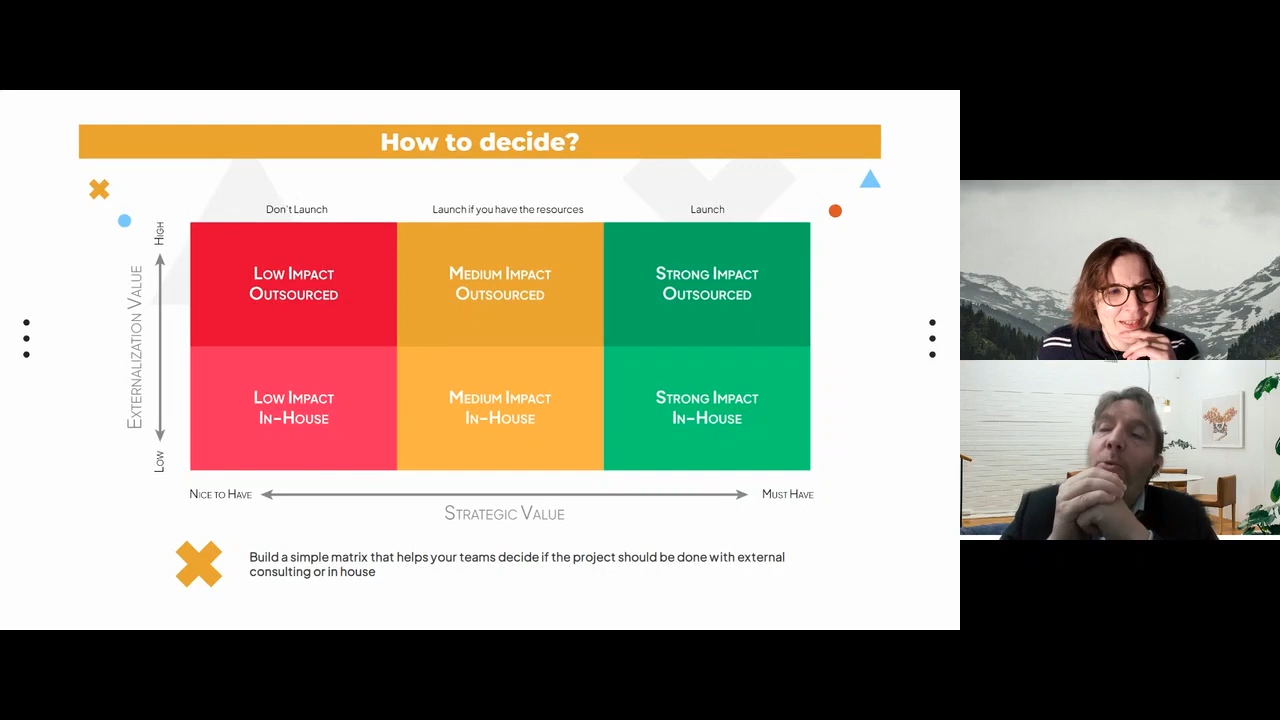 How to decide?
Don't Launch
Launch if you have the resources
Launch
High
Externalization Value
Low
Low Impact
Outsourced
Medium Impact
Outsourced
Strong Impact
Outsourced
Low Impact
In-House
Medium Impact
In-House
Strong Impact
In-House
Nice to Have
Must Have
Strategic Value
Build a simple matrix that helps your teams decide if the project should be done with external
consulting or in house